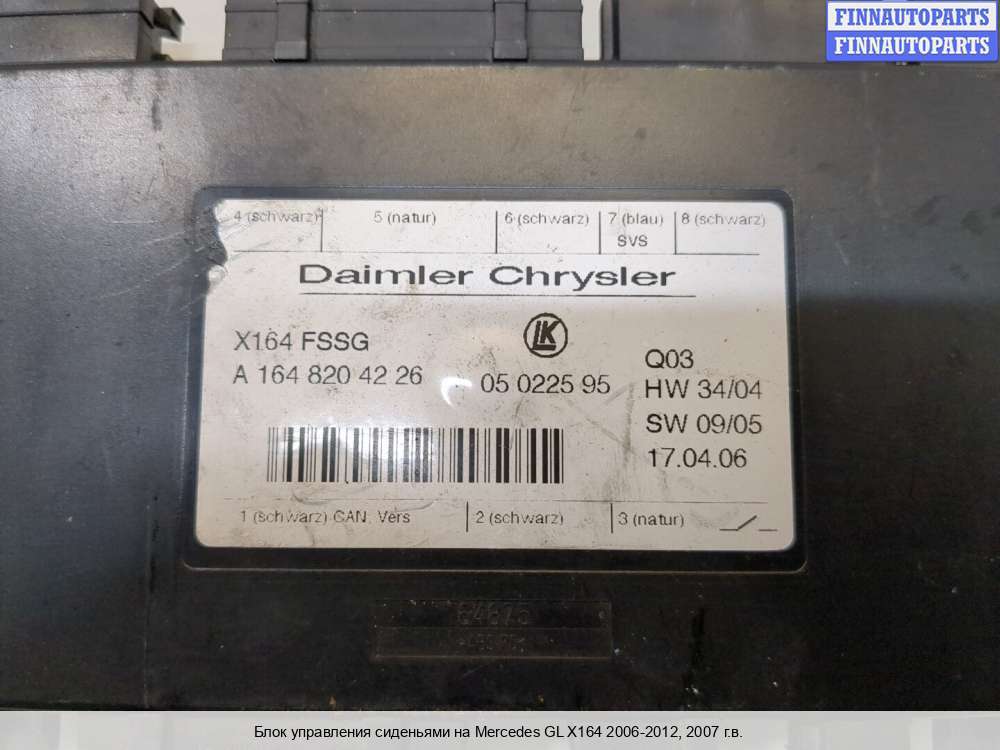 FINNAUTOPARTS
FINNAUTOPARTS
4 (schwarz) 5 (natur) 6 (schwarz) 7 (blau) 8 (schwarz)
SVS
Daimler Chrysler
X164 FSSG LK
A 164 820 42 26 05 0225 95
Q03
HW 34/04
SW 09/05
17.04.06
1 (schwarz) CAN, Vers 2 (schwarz) 3 (natur)
Блок управления сиденьями на Mercedes GL X164 2006-2012, 2007 г.в.